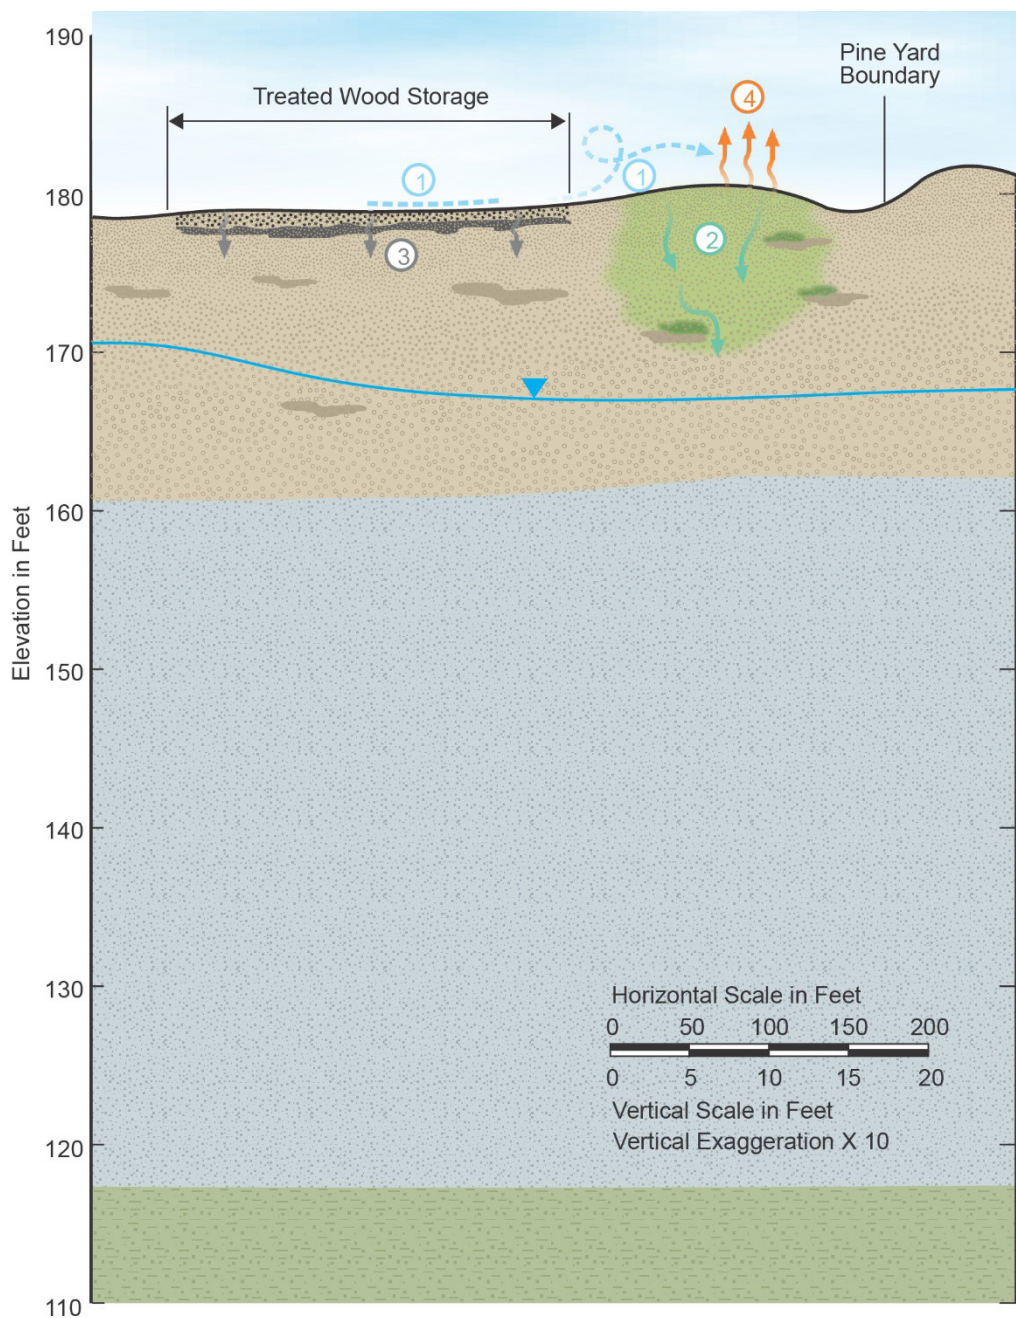 190
Pine Yard
Boundary
Treated Wood Storage
4
1
1
180
2
3
170
160
Elevation in Feet
150
140
130
Horizontal Scale in Feet
0 50 100 150 200
0 5 10 15 20
Vertical Scale in Feet
Vertical Exaggeration X 10
120
110